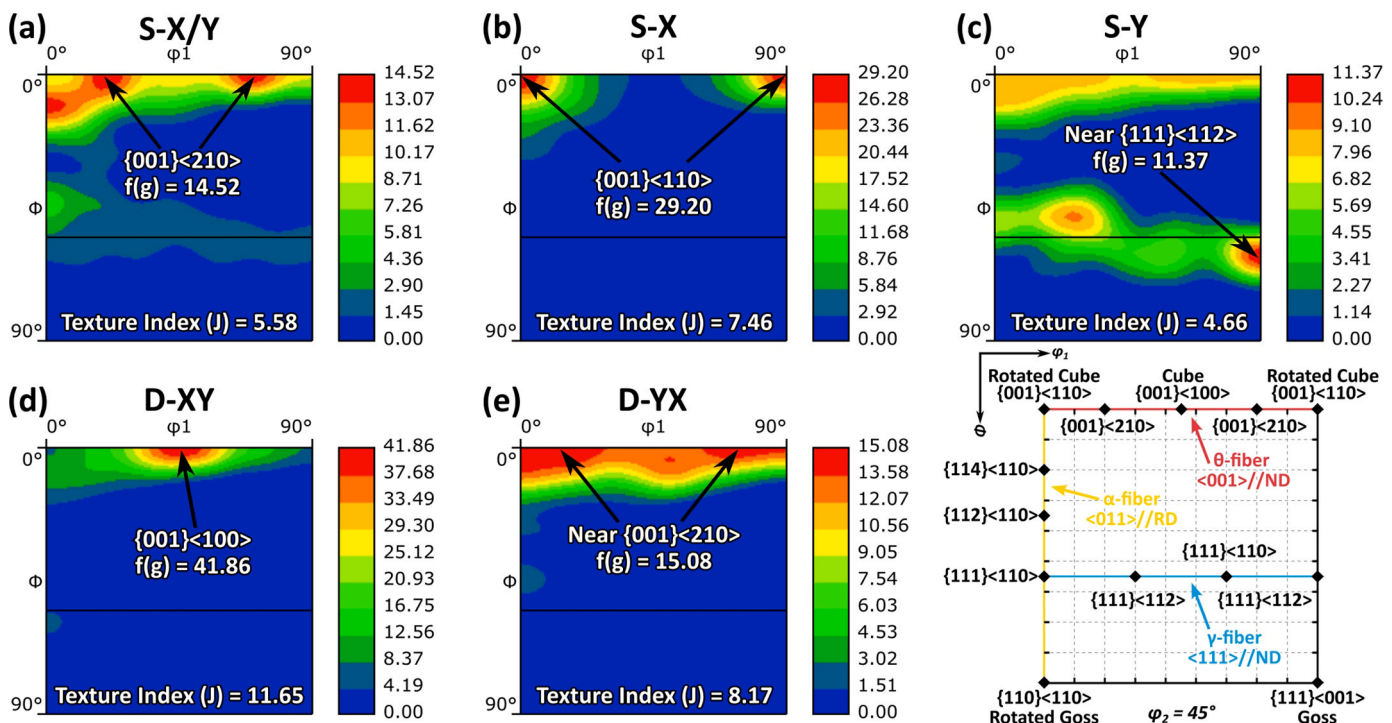 (a)
S-X/Y
0°
φ1
90°
0°
{001}<210>
f(g) = 14.52
Φ
Texture Index (J) = 5.58
90°
14.52
13.07
11.62
10.17
8.71
7.26
5.81
4.36
2.90
1.45
0.00
(b)
S-X
0°
φ1
90°
0°
{001}<110>
f(g) = 29.20
Φ
Texture Index (J) = 7.46
90°
29.20
26.28
23.36
20.44
17.52
14.60
11.68
8.76
5.84
2.92
0.00
(c)
S-Y
0°
φ1
90°
0°
Near {111}<112>
f(g) = 11.37
Φ
Texture Index (J) = 4.66
90°
11.37
10.24
9.10
7.96
6.82
5.69
4.55
3.41
2.27
1.14
0.00
(d)
D-XY
0°
φ1
90°
0°
{001}<100>
f(g) = 41.86
Φ
Texture Index (J) = 11.65
90°
41.86
37.68
33.49
29.30
25.12
20.93
16.75
12.56
8.37
4.19
0.00
(e)
D-YX
0°
φ1
90°
0°
Near {001}<210>
f(g) = 15.08
Φ
Texture Index (J) = 8.17
90°
15.08
13.58
12.07
10.56
9.05
7.54
6.03
4.53
3.02
1.51
0.00
φ₁
Φ
Rotated Cube
{001}<110>
Cube
{001}<100>
Rotated Cube
{001}<110>
{001}<210>
{001}<210>
θ-fiber
<001>//ND
{114}<110>
α-fiber
<011>//RD
{112}<110>
{111}<110>
{111}<110>
{111}<112>
{111}<112>
γ-fiber
<111>//ND
{110}<110>
Rotated Goss
φ₂ = 45°
{111}<001>
Goss